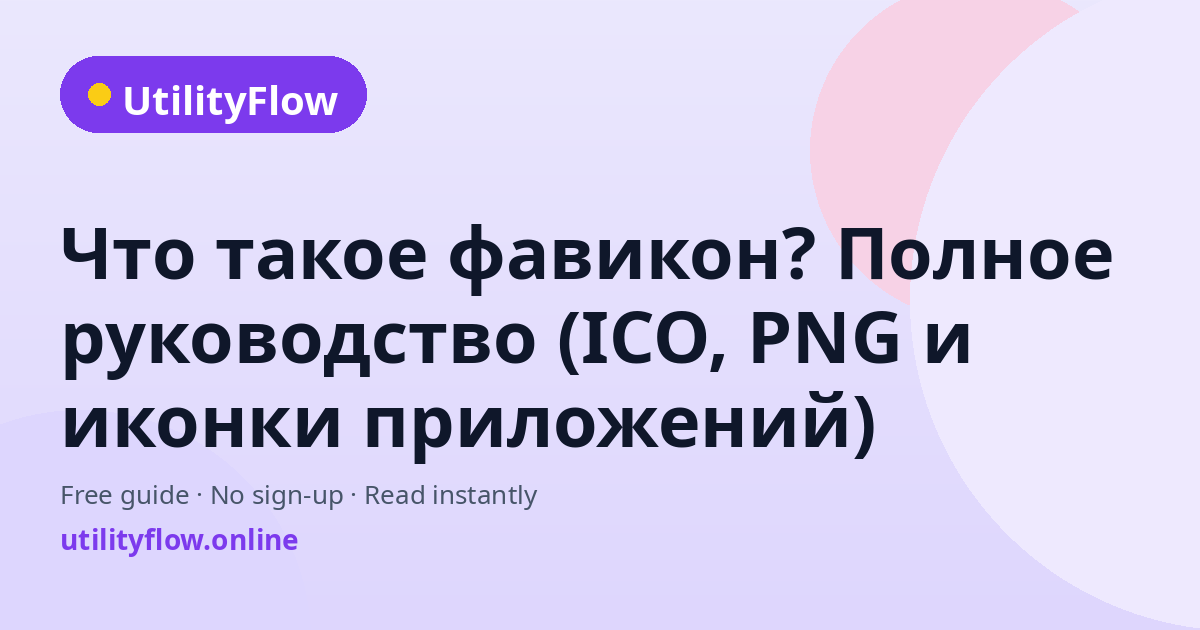 UtilityFlow
Что такое фавикон? Полное
руководство (ICO, PNG и
иконки приложений)
Free guide · No sign-up · Read instantly
utilityflow.online